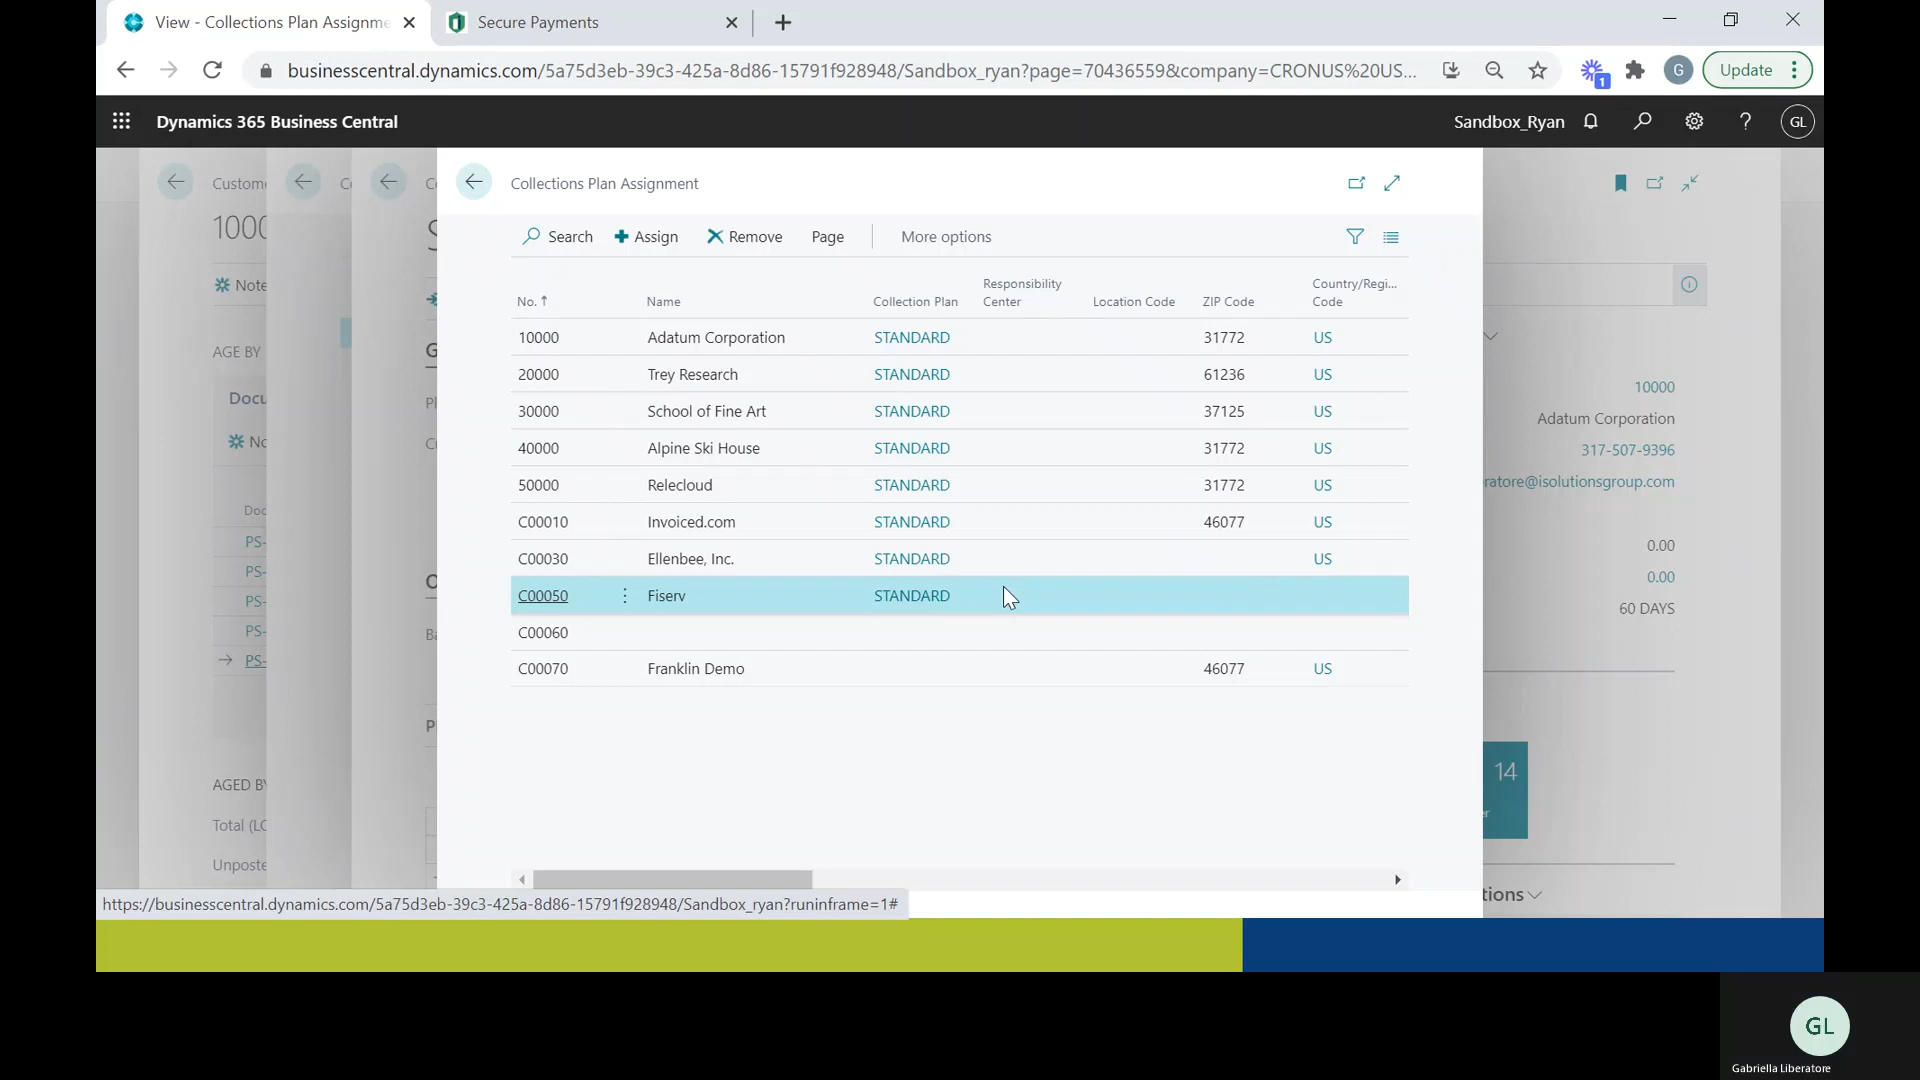 View - Collections Plan Assignme
Secure Payments
businesscentral.dynamics.com/5a75d3eb-39c3-425a-8d86-15791f928948/Sandbox_ryan?page=70436559&company=CRONUS%20US...
1
G
Update
Dynamics 365 Business Central
Sandbox_Ryan
?
GL
Custome
Collections Plan Assignment
1000
Search
Assign
Remove
Page
More options
Note
No. ↑
Name
Collection Plan
Responsibility Center
Location Code
ZIP Code
Country/Regi... Code
10000 Adatum Corporation STANDARD 31772 US
20000 Trey Research STANDARD 61236 US
30000 School of Fine Art STANDARD 37125 US
40000 Alpine Ski House STANDARD 31772 US
50000 Relecloud STANDARD 31772 US
C00010 Invoiced.com STANDARD 46077 US
C00030 Ellenbee, Inc. STANDARD US
C00050 Fiserv STANDARD
C00060
C00070 Franklin Demo 46077 US
AGE BY
Docu
No
Doc
PS-
PS-
PS-
PS-
PS-
AGED BY
Total (LC
Unposte
10000
Adatum Corporation
317-507-9396
ratore@isolutionsgroup.com
0.00
0.00
60 DAYS
14
er
tions
https://businesscentral.dynamics.com/5a75d3eb-39c3-425a-8d86-15791f928948/Sandbox_ryan?runinframe=1#
GL
Gabriella Liberatore